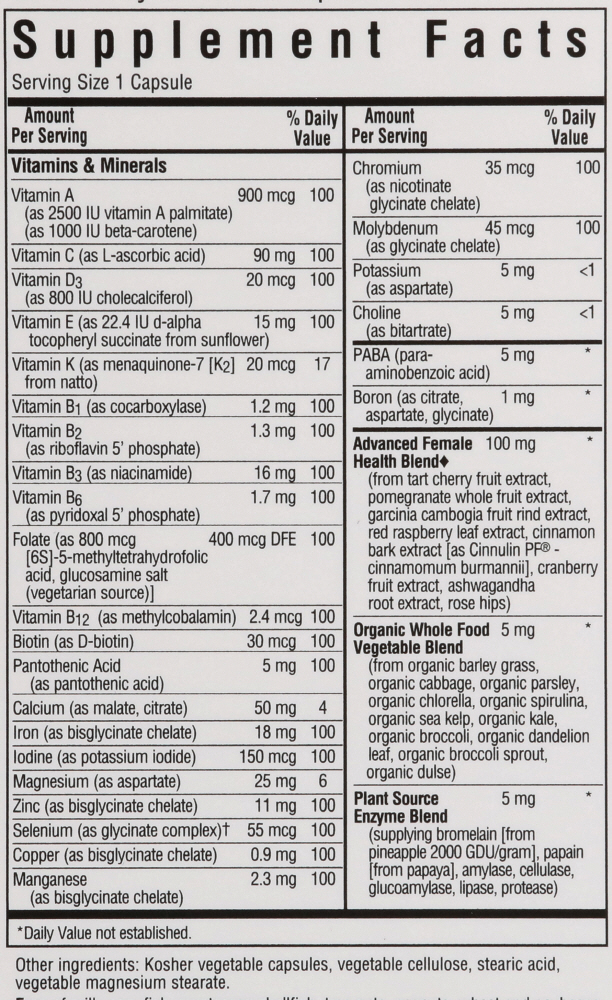 Supplement Facts
Serving Size 1 Capsule
Amount
Per Serving
% Daily
Value
Vitamins & Minerals
Vitamin A 900 mcg 100
(as 2500 IU vitamin A palmitate)
(as 1000 IU beta-carotene)
Vitamin C (as L-ascorbic acid) 90 mg 100
Vitamin D3 20 mcg 100
(as 800 IU cholecalciferol)
Vitamin E (as 22.4 IU d-alpha 15 mg 100
tocopheryl succinate from sunflower)
Vitamin K (as menaquinone-7 [K2] 20 mcg 17
from natto)
Vitamin B1 (as cocarboxylase) 1.2 mg 100
Vitamin B2 1.3 mg 100
(as riboflavin 5' phosphate)
Vitamin B3 (as niacinamide) 16 mg 100
Vitamin B6 1.7 mg 100
(as pyridoxal 5' phosphate)
Folate (as 800 mcg 400 mcg DFE 100
[6S]-5-methyltetrahydrofolic
acid, glucosamine salt
(vegetarian source)]
Vitamin B12 (as methylcobalamin) 2.4 mcg 100
Biotin (as D-biotin) 30 mcg 100
Pantothenic Acid 5 mg 100
(as pantothenic acid)
Calcium (as malate, citrate) 50 mg 4
Iron (as bisglycinate chelate) 18 mg 100
Iodine (as potassium iodide) 150 mcg 100
Magnesium (as aspartate) 25 mg 6
Zinc (as bisglycinate chelate) 11 mg 100
Selenium (as glycinate complex)† 55 mcg 100
Copper (as bisglycinate chelate) 0.9 mg 100
Manganese 2.3 mg 100
(as bisglycinate chelate)
Amount
Per Serving
% Daily
Value
Chromium 35 mcg 100
(as nicotinate
glycinate chelate)
Molybdenum 45 mcg 100
(as glycinate chelate)
Potassium 5 mg <1
(as aspartate)
Choline 5 mg <1
(as bitartrate)
PABA (para- 5 mg *
aminobenzoic acid)
Boron (as citrate, 1 mg *
aspartate, glycinate)
Advanced Female 100 mg *
Health Blend♦
(from tart cherry fruit extract,
pomegranate whole fruit extract,
garcinia cambogia fruit rind extract,
red raspberry leaf extract, cinnamon
bark extract [as Cinnulin PF® -
cinnamomum burmannii], cranberry
fruit extract, ashwagandha
root extract, rose hips)
Organic Whole Food 5 mg *
Vegetable Blend
(from organic barley grass,
organic cabbage, organic parsley,
organic chlorella, organic spirulina,
organic sea kelp, organic kale,
organic broccoli, organic dandelion
leaf, organic broccoli sprout,
organic dulse)
Plant Source 5 mg *
Enzyme Blend
(supplying bromelain [from
pineapple 2000 GDU/gram], papain
[from papaya], amylase, cellulase,
glucoamylase, lipase, protease)
*Daily Value not established.
Other ingredients: Kosher vegetable capsules, vegetable cellulose, stearic acid,
vegetable magnesium stearate.